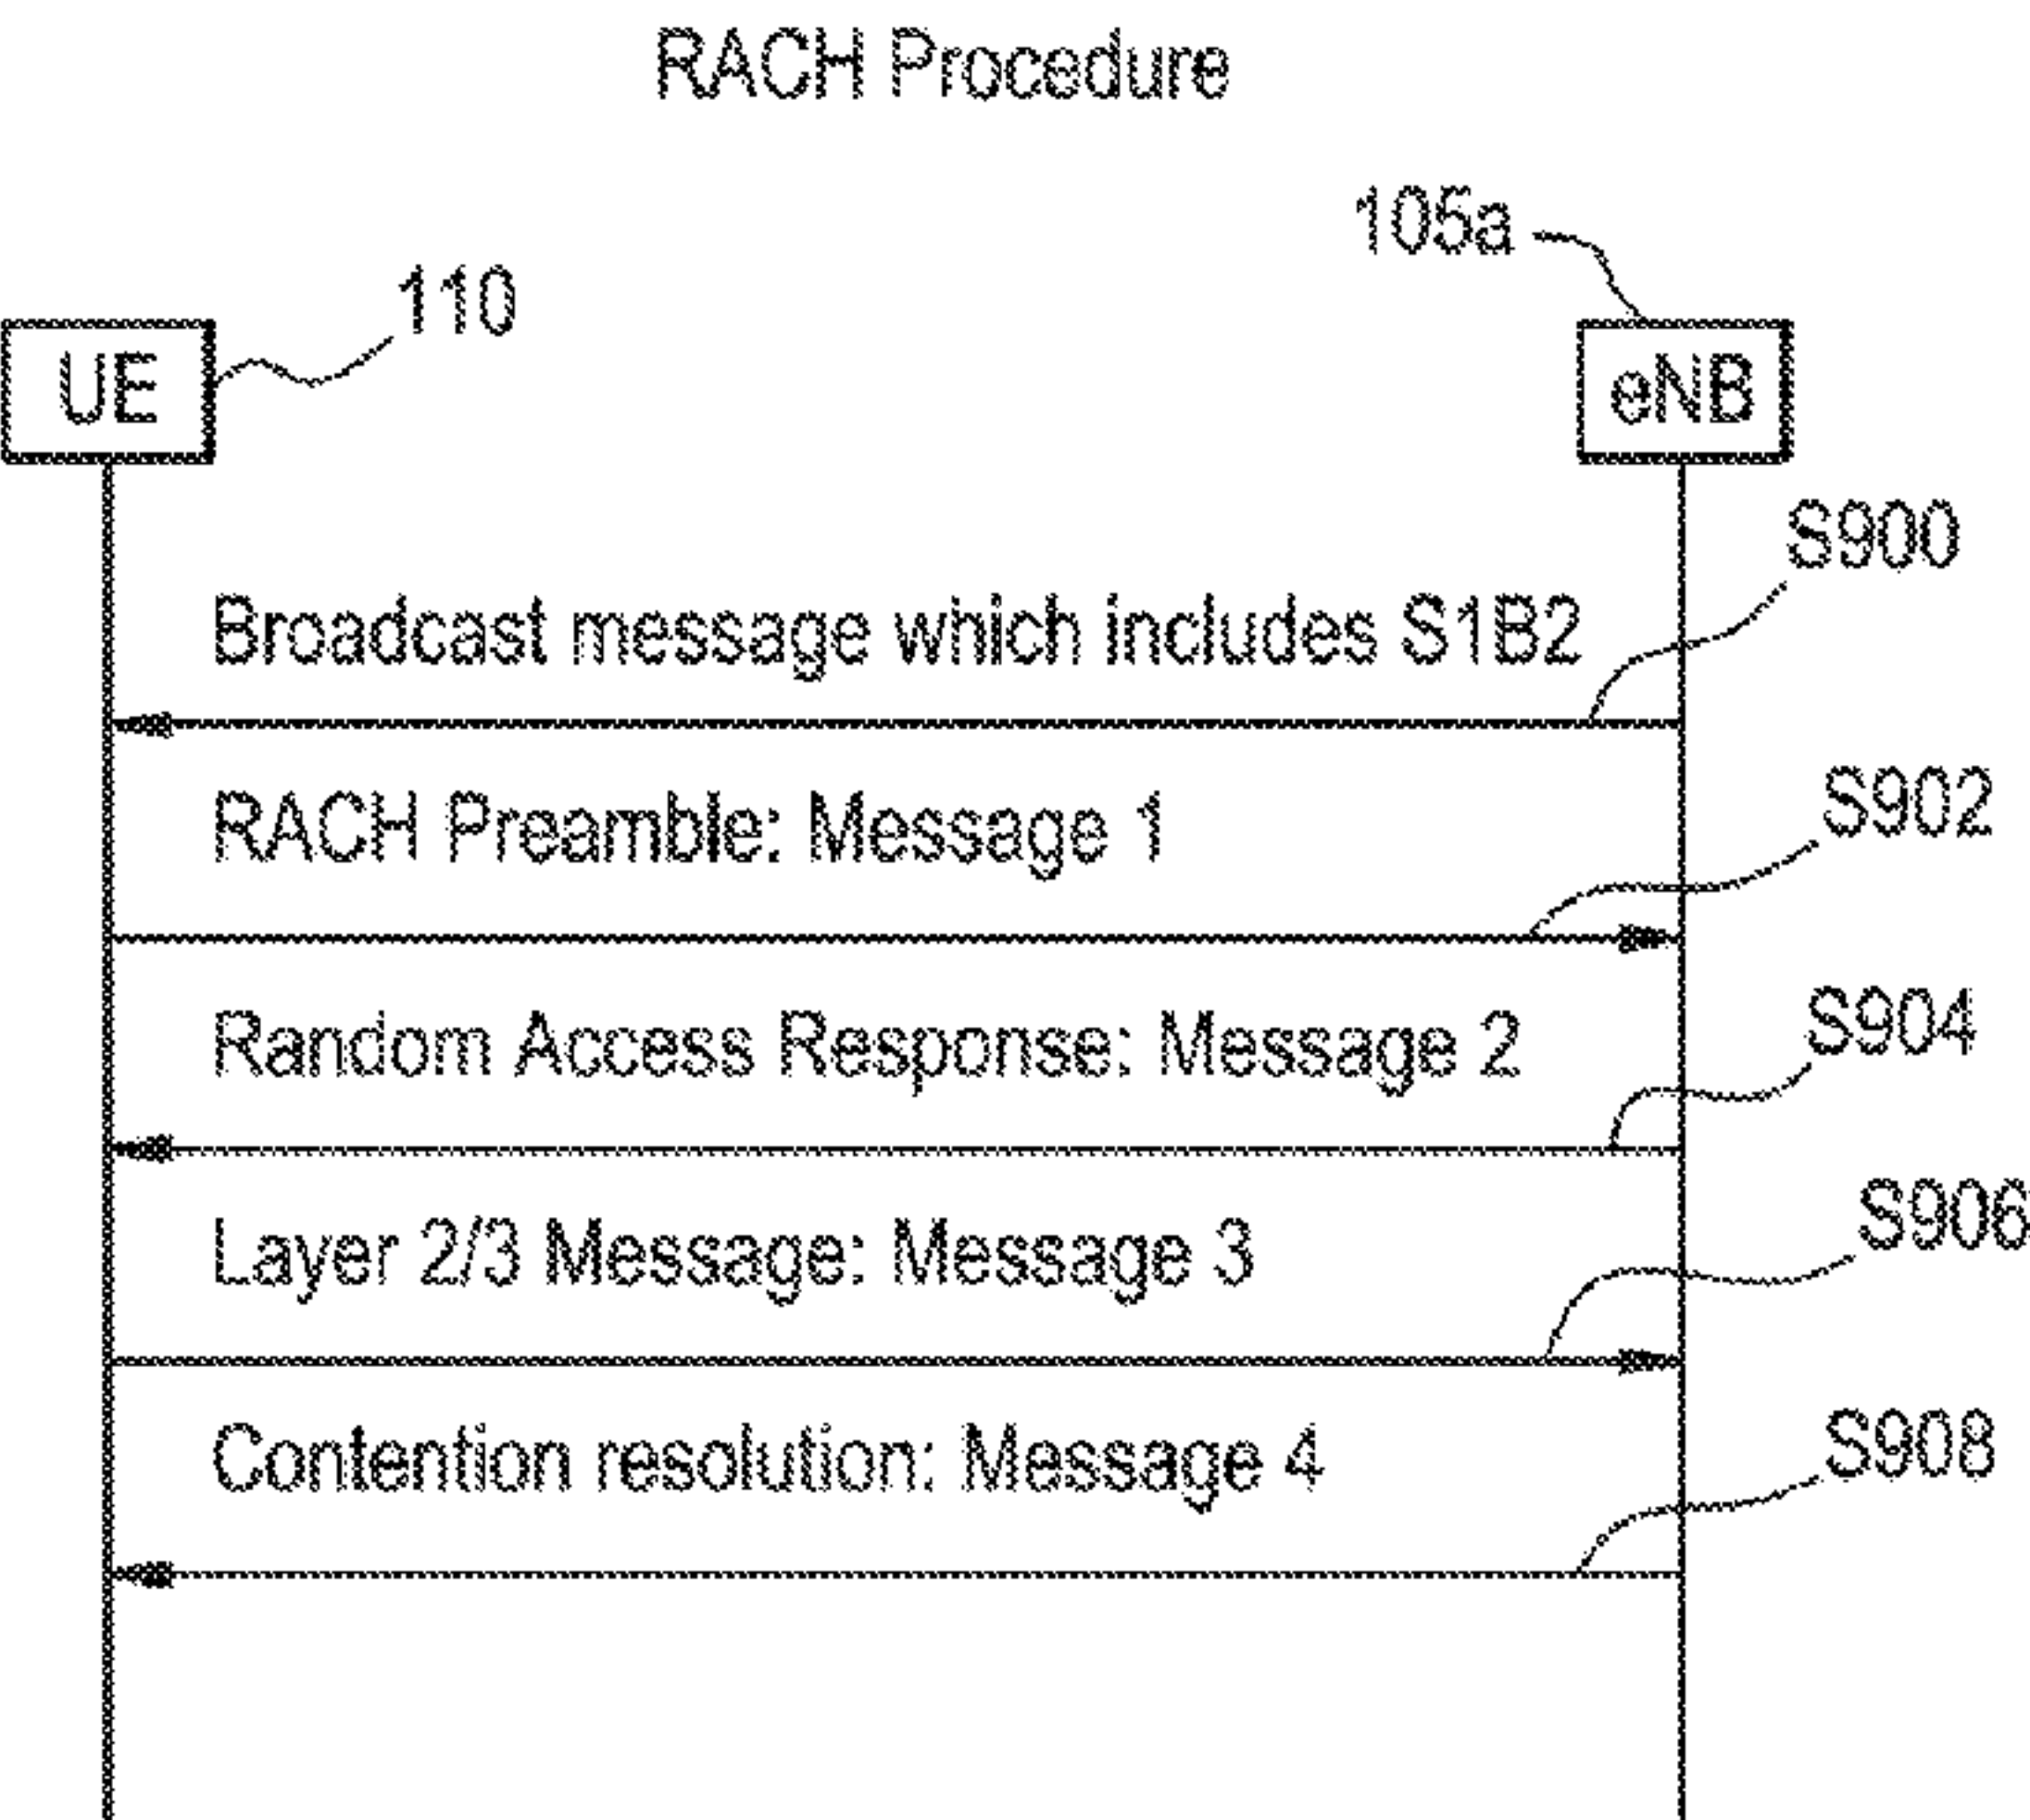 RACH Procedure
105a
110
UE
eNB
S900
Broadcast message which includes S1B2
S902
RACH Preamble: Message 1
S904
Random Access Response: Message 2
S906
Layer 2/3 Message: Message 3
S908
Contention resolution: Message 4